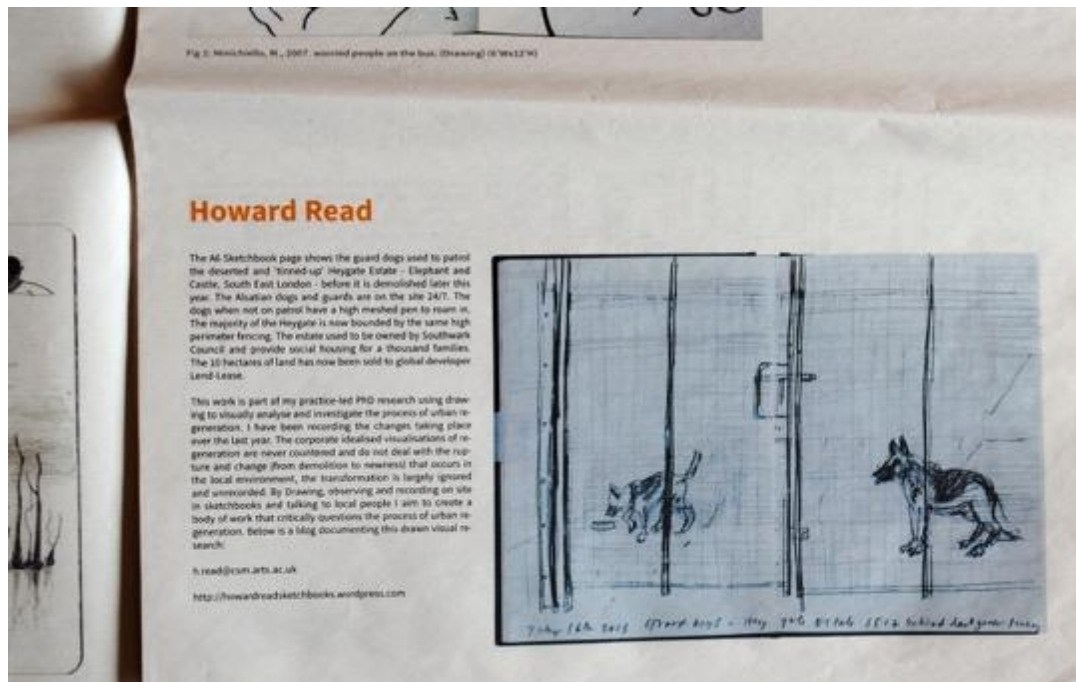 Fig 2: Minichiello, M., 2007. worried people on the bus. (Drawing) (6"Wx12"H)
Howard Read
The A6 Sketchbook page shows the guard dogs used to patrol
the deserted and 'tinned-up' Heygate Estate - Elephant and
Castle, South East London - before it is demolished later this
year. The Alsatian dogs and guards are on the site 24/7. The
dogs when not on patrol have a high meshed pen to roam in.
The majority of the Heygate is now bounded by the same high
perimeter fencing. The estate used to be owned by Southwark
Council and provide social housing for a thousand families.
The 10 hectares of land has now been sold to global developer
Lend-Lease.
This work is part of my practice-led PhD research using draw-
ing to visually analyse and investigate the process of urban re-
generation. I have been recording the changes taking place
over the last year. The corporate idealised visualisations of re-
generation are never countered and do not deal with the rup-
ture and change (from demolition to newness) that occurs in
the local environment, the transformation is largely ignored
and unrecorded. By Drawing, observing and recording on site
in sketchbooks and talking to local people I aim to create a
body of work that critically questions the process of urban re-
generation. Below is a blog documenting this drawn visual re-
search:
h.read@csm.arts.ac.uk
http://howardreadsketchbooks.wordpress.com
16th 2013 guard dogs - Hey gate Estate behind